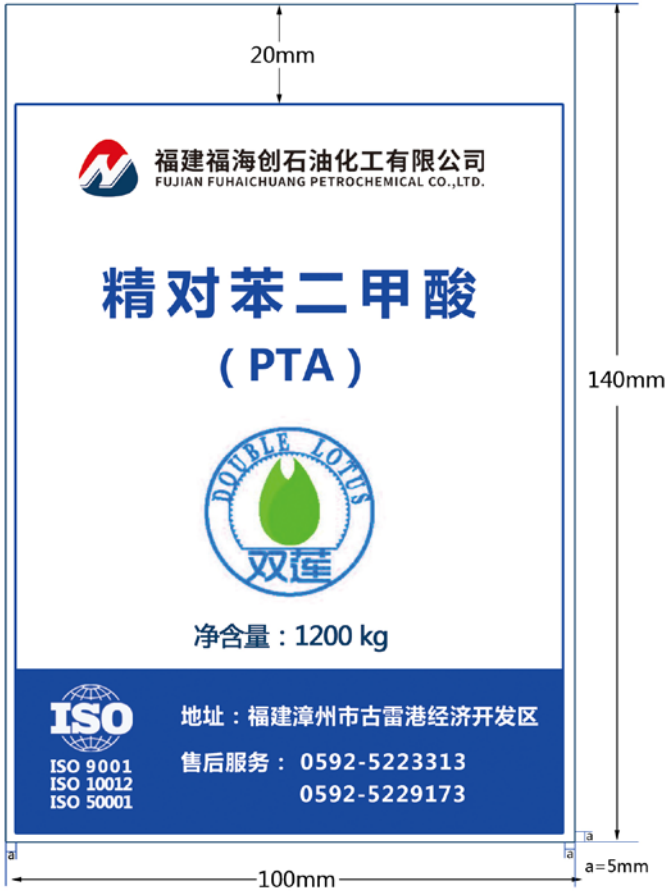 20mm
福建福海创石油化工有限公司
FUJIAN FUHAICHUANG PETROCHEMICAL CO.,LTD.
精对苯二甲酸
(PTA)
140mm
DOUBLE LOTUS
双莲
净含量：1200 kg
ISO
ISO 9001
ISO 10012
ISO 50001
地址：福建漳州市古雷港经济开发区
售后服务： 0592-5223313
0592-5229173
a
a
a
a=5mm
100mm